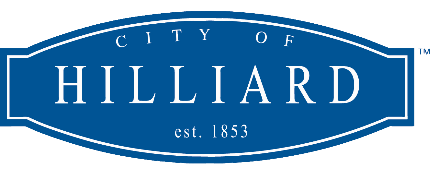 CITY OF
HILLIARD
est. 1853
TM